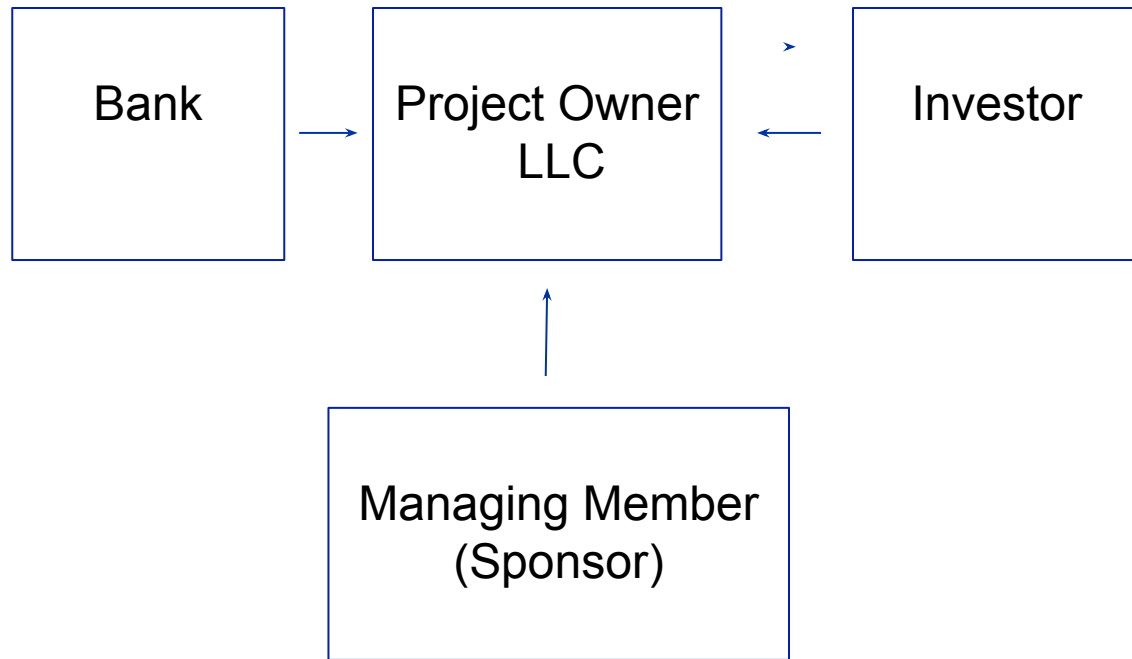 Bank
Project Owner
LLC
Investor
Managing Member
(Sponsor)